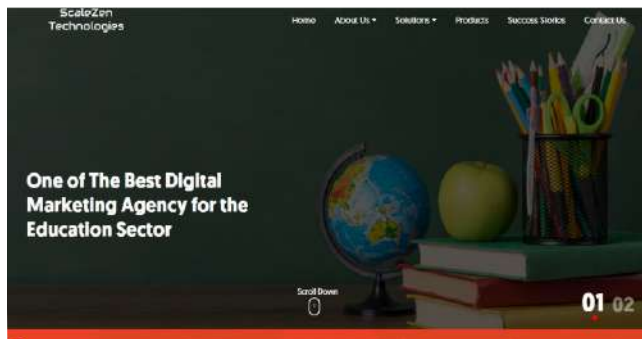 ScaleZen
Technologies
Home About Us Solutions Products Success Stories Contact Us
One of The Best Digital
Marketing Agency for the
Education Sector
Scroll Down
01 02